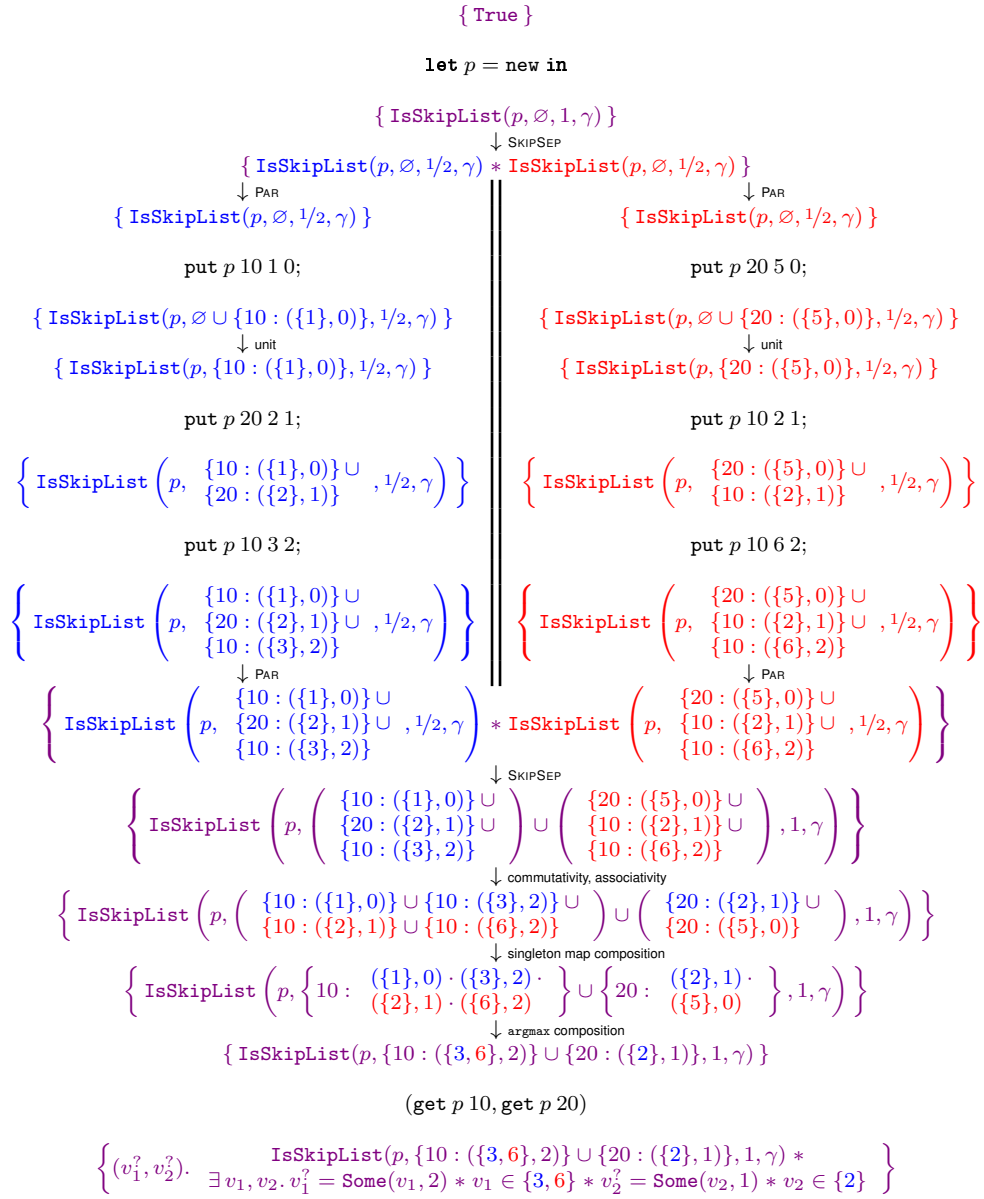 { True }
let p = new in
{ IsSkipList(p, ∅, 1, γ) }
↓ SKIPSEP
{ IsSkipList(p, ∅, 1/2, γ) * IsSkipList(p, ∅, 1/2, γ) }
↓ PAR ↓ PAR
{ IsSkipList(p, ∅, 1/2, γ) } { IsSkipList(p, ∅, 1/2, γ) }
put p 10 1 0; put p 20 5 0;
{ IsSkipList(p, ∅ ∪ {10 : ({1}, 0)}, 1/2, γ) } { IsSkipList(p, ∅ ∪ {20 : ({5}, 0)}, 1/2, γ) }
↓ unit ↓ unit
{ IsSkipList(p, {10 : ({1}, 0)}, 1/2, γ) } { IsSkipList(p, {20 : ({5}, 0)}, 1/2, γ) }
put p 20 2 1; put p 10 2 1;
{10 : ({1}, 0)} ∪ {20 : ({5}, 0)} ∪
{ IsSkipList ( p, , 1/2, γ ) } { IsSkipList ( p, , 1/2, γ ) }
{20 : ({2}, 1)} {10 : ({2}, 1)}
put p 10 3 2; put p 10 6 2;
{10 : ({1}, 0)} ∪ {20 : ({5}, 0)} ∪
{ IsSkipList ( p, {20 : ({2}, 1)} ∪ , 1/2, γ ) } { IsSkipList ( p, {10 : ({2}, 1)} ∪ , 1/2, γ ) }
{10 : ({3}, 2)} {10 : ({6}, 2)}
↓ PAR ↓ PAR
{10 : ({1}, 0)} ∪ {20 : ({5}, 0)} ∪
{ IsSkipList ( p, {20 : ({2}, 1)} ∪ , 1/2, γ ) * IsSkipList ( p, {10 : ({2}, 1)} ∪ , 1/2, γ ) }
{10 : ({3}, 2)} {10 : ({6}, 2)}
↓ SKIPSEP
{10 : ({1}, 0)} ∪ {20 : ({5}, 0)} ∪
{ IsSkipList ( p, ( {20 : ({2}, 1)} ∪ ) ∪ ( {10 : ({2}, 1)} ∪ ) , 1, γ ) }
{10 : ({3}, 2)} {10 : ({6}, 2)}
↓ commutativity, associativity
{10 : ({1}, 0)} ∪ {10 : ({3}, 2)} ∪ {20 : ({2}, 1)} ∪
{ IsSkipList ( p, ( ) ∪ ( ) , 1, γ ) }
{10 : ({2}, 1)} ∪ {10 : ({6}, 2)} {20 : ({5}, 0)}
↓ singleton map composition
({1}, 0) · ({3}, 2) · ({2}, 1) ·
{ IsSkipList ( p, { 10 : } ∪ { 20 : } , 1, γ ) }
({2}, 1) · ({6}, 2) ({5}, 0)
↓ argmax composition
{ IsSkipList(p, {10 : ({3, 6}, 2)} ∪ {20 : ({2}, 1)}, 1, γ) }
(get p 10, get p 20)
IsSkipList(p, {10 : ({3, 6}, 2)} ∪ {20 : ({2}, 1)}, 1, γ) *
{ (v₁?, v₂?). }
∃ v₁, v₂. v₁? = Some(v₁, 2) * v₁ ∈ {3, 6} * v₂? = Some(v₂, 1) * v₂ ∈ {2}